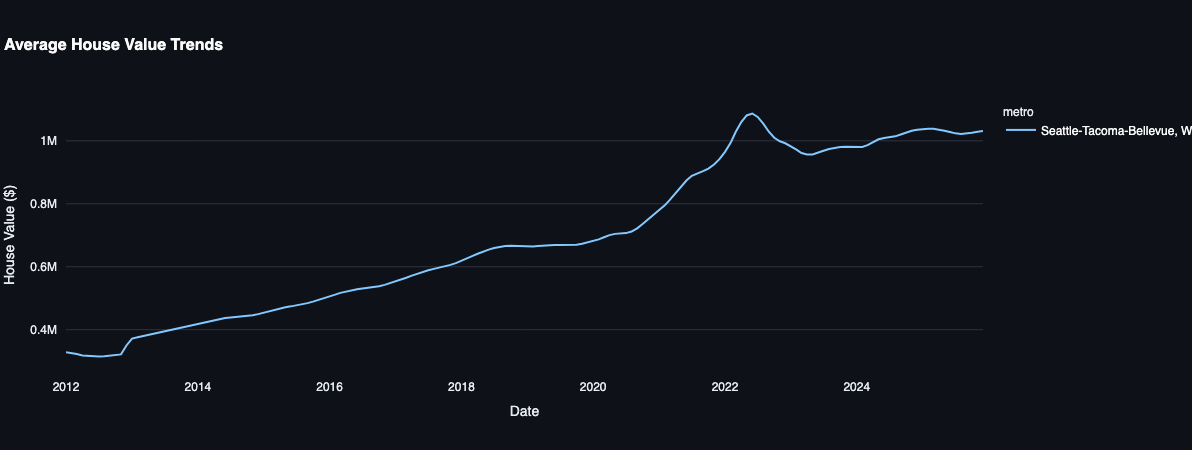 Average House Value Trends
metro
Seattle-Tacoma-Bellevue, W
House Value ($)
1M
0.8M
0.6M
0.4M
2012
2014
2016
2018
2020
2022
2024
Date